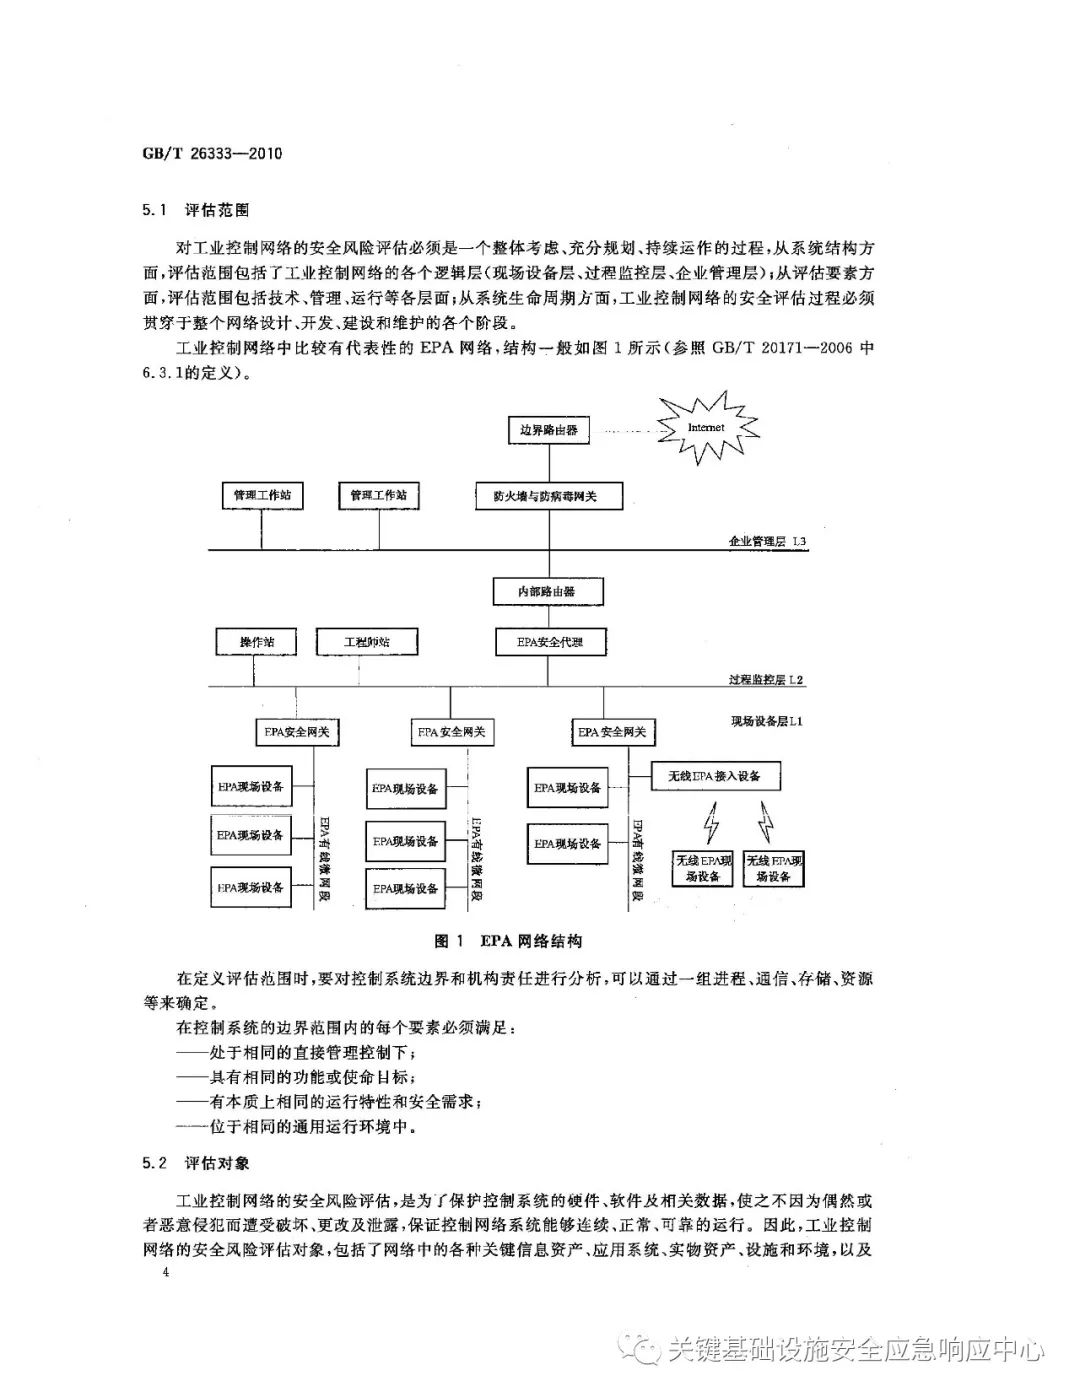 GB/T 26333—2010
5.1 评估范围
对工业控制网络的安全风险评估必须是一个整体考虑、充分规划、持续运作的过程,从系统结构方
面,评估范围包括了工业控制网络的各个逻辑层(现场设备层、过程监控层、企业管理层);从评估要素方
面,评估范围包括技术、管理、运行等各层面;从系统生命周期方面,工业控制网络的安全评估过程必须
贯穿于整个网络设计、开发、建设和维护的各个阶段。
工业控制网络中比较有代表性的 EPA 网络,结构一般如图 1 所示(参照 GB/T 20171—2006 中
6.3.1的定义)。
边界路由器
Internet
管理工作站
管理工作站
防火墙与防病毒网关
企业管理层 L3
内部路由器
操作站
工程师站
EPA安全代理
过程监控层 L2
现场设备层L1
EPA安全网关
EPA 安全网关
EPA 安全网关
EPA现场设备
EPA现场设备
EPA现场设备
无线EPA 接入设备
EPA现场设备
EPA现场设备
EPA现场设备
EPA现场设备
EPA现场设备
EPA有线微网段
EPA有线微网段
EPA有线微网段
无线 EPA现
场设备
无线 EPA现
场设备
图 1 EPA 网络结构
在定义评估范围时,要对控制系统边界和机构责任进行分析,可以通过一组进程、通信、存储、资源
等来确定。
在控制系统的边界范围内的每个要素必须满足:
——处于相同的直接管理控制下;
——具有相同的功能或使命目标;
——有本质上相同的运行特性和安全需求;
——位于相同的通用运行环境中。
5.2 评估对象
工业控制网络的安全风险评估,是为了保护控制系统的硬件、软件及相关数据,使之不因为偶然或
者恶意侵犯而遭受破坏、更改及泄露,保证控制网络系统能够连续、正常、可靠的运行。因此,工业控制
网络的安全风险评估对象,包括了网络中的各种关键信息资产、应用系统、实物资产、设施和环境,以及
4
关键基础设施安全应急响应中心